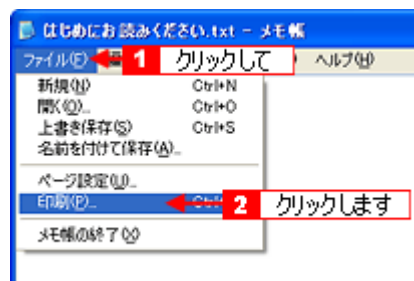 はじめにお読みください.txt - メモ帳
ファイル(F) 1 クリックして ヘルプ(H)
新規(N) Ctrl+N
開く(O)... Ctrl+O
上書き保存(S) Ctrl+S
名前を付けて保存(A)...
ページ設定(U)...
印刷(P)... 2 クリックします
メモ帳の終了(X)